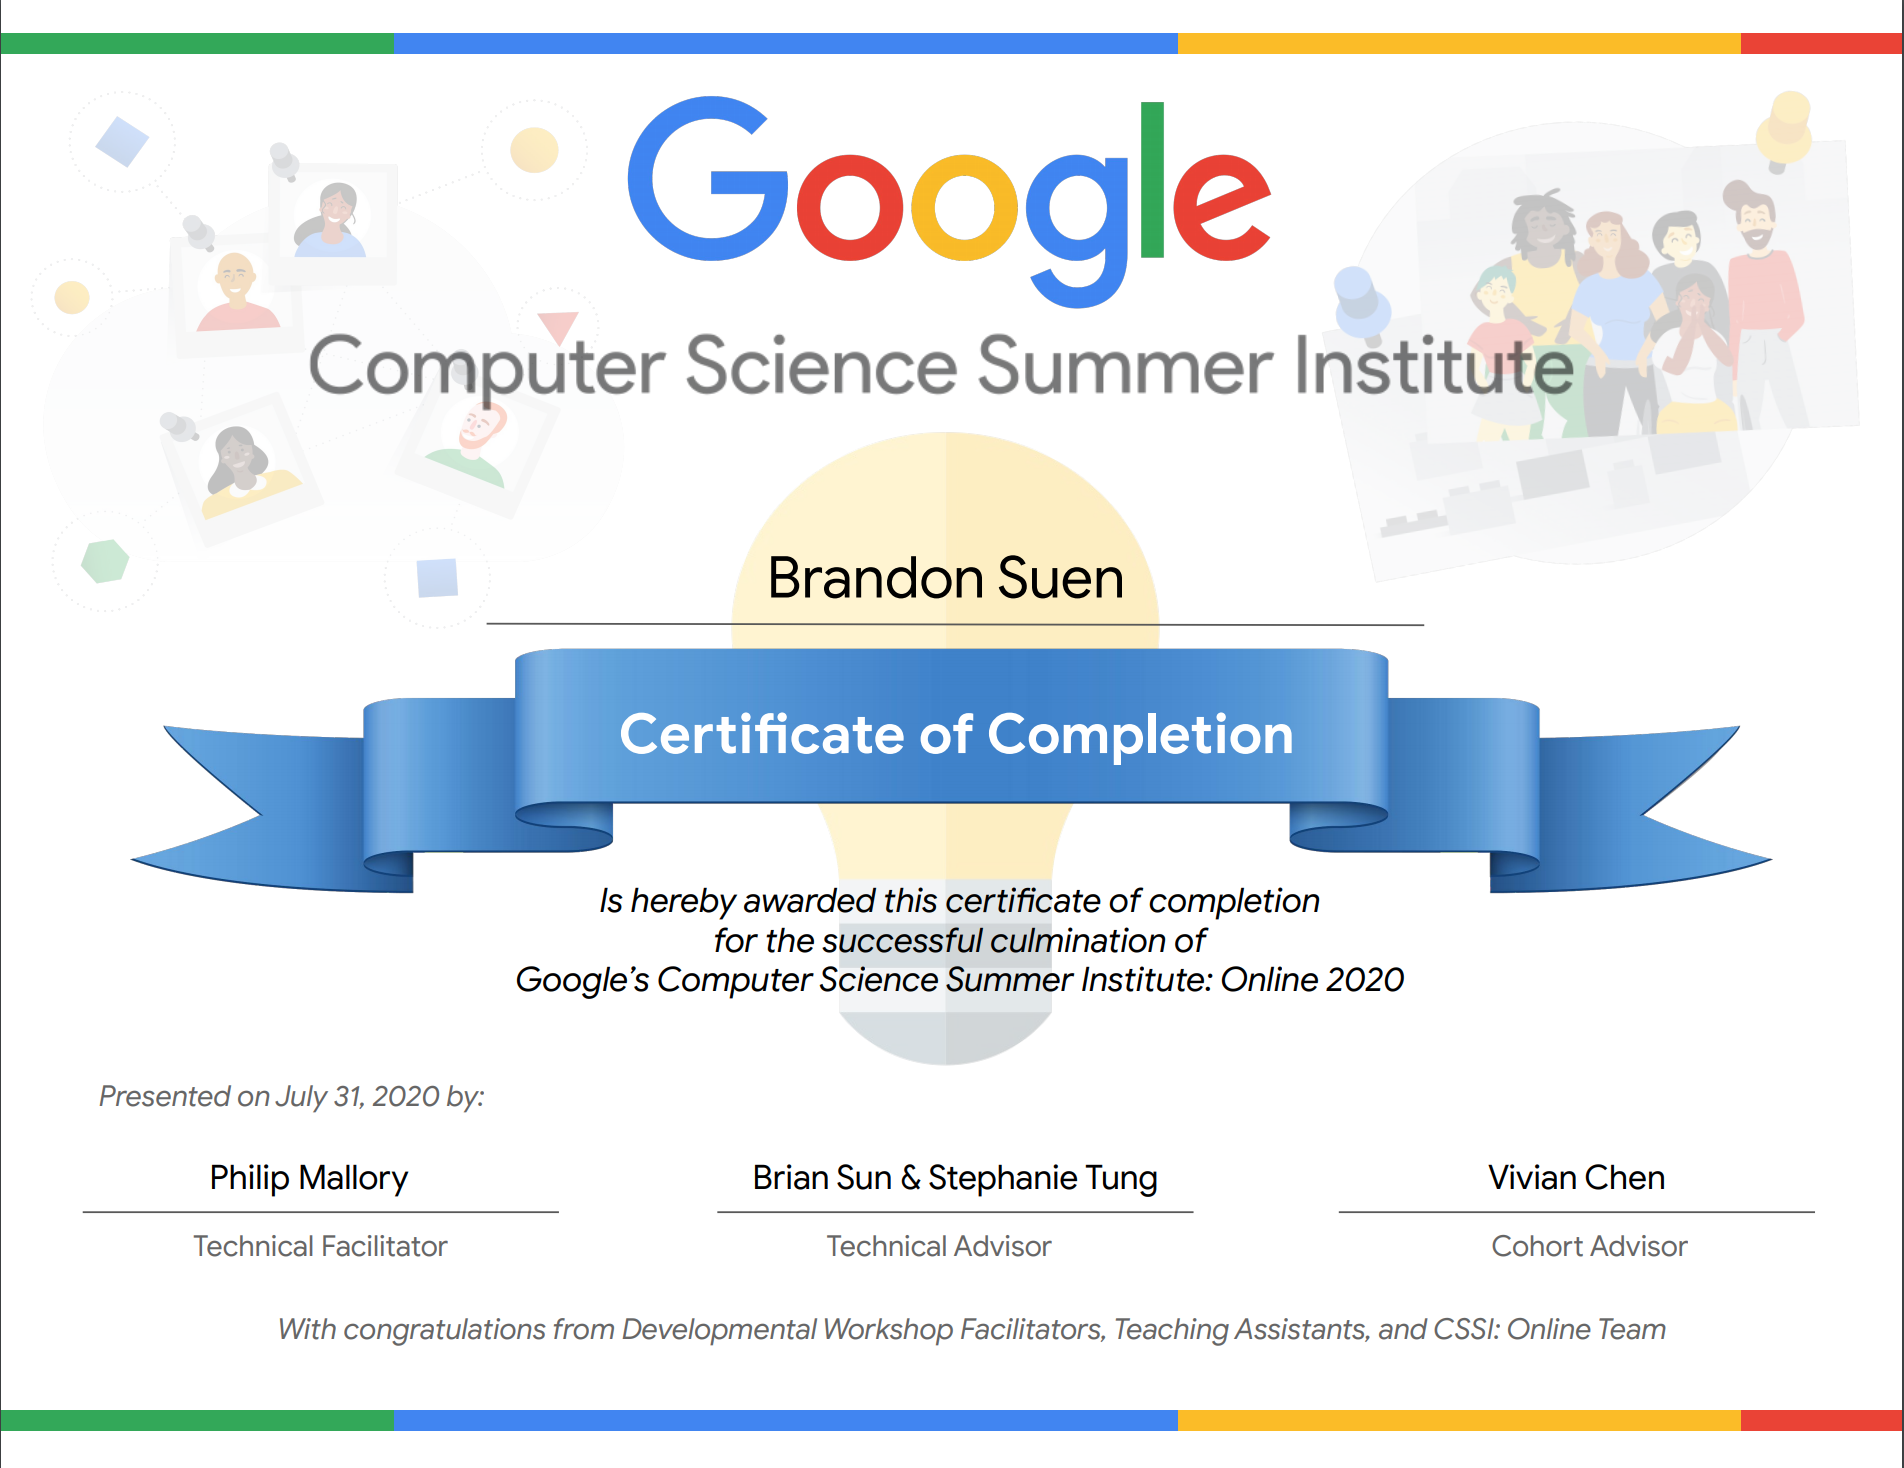 Google
Computer Science Summer Institute
Brandon Suen
Certificate of Completion
Is hereby awarded this certificate of completion
for the successful culmination of
Google's Computer Science Summer Institute: Online 2020
Presented on July 31, 2020 by:
Philip Mallory
Technical Facilitator
Brian Sun & Stephanie Tung
Technical Advisor
Vivian Chen
Cohort Advisor
With congratulations from Developmental Workshop Facilitators, Teaching Assistants, and CSSI: Online Team